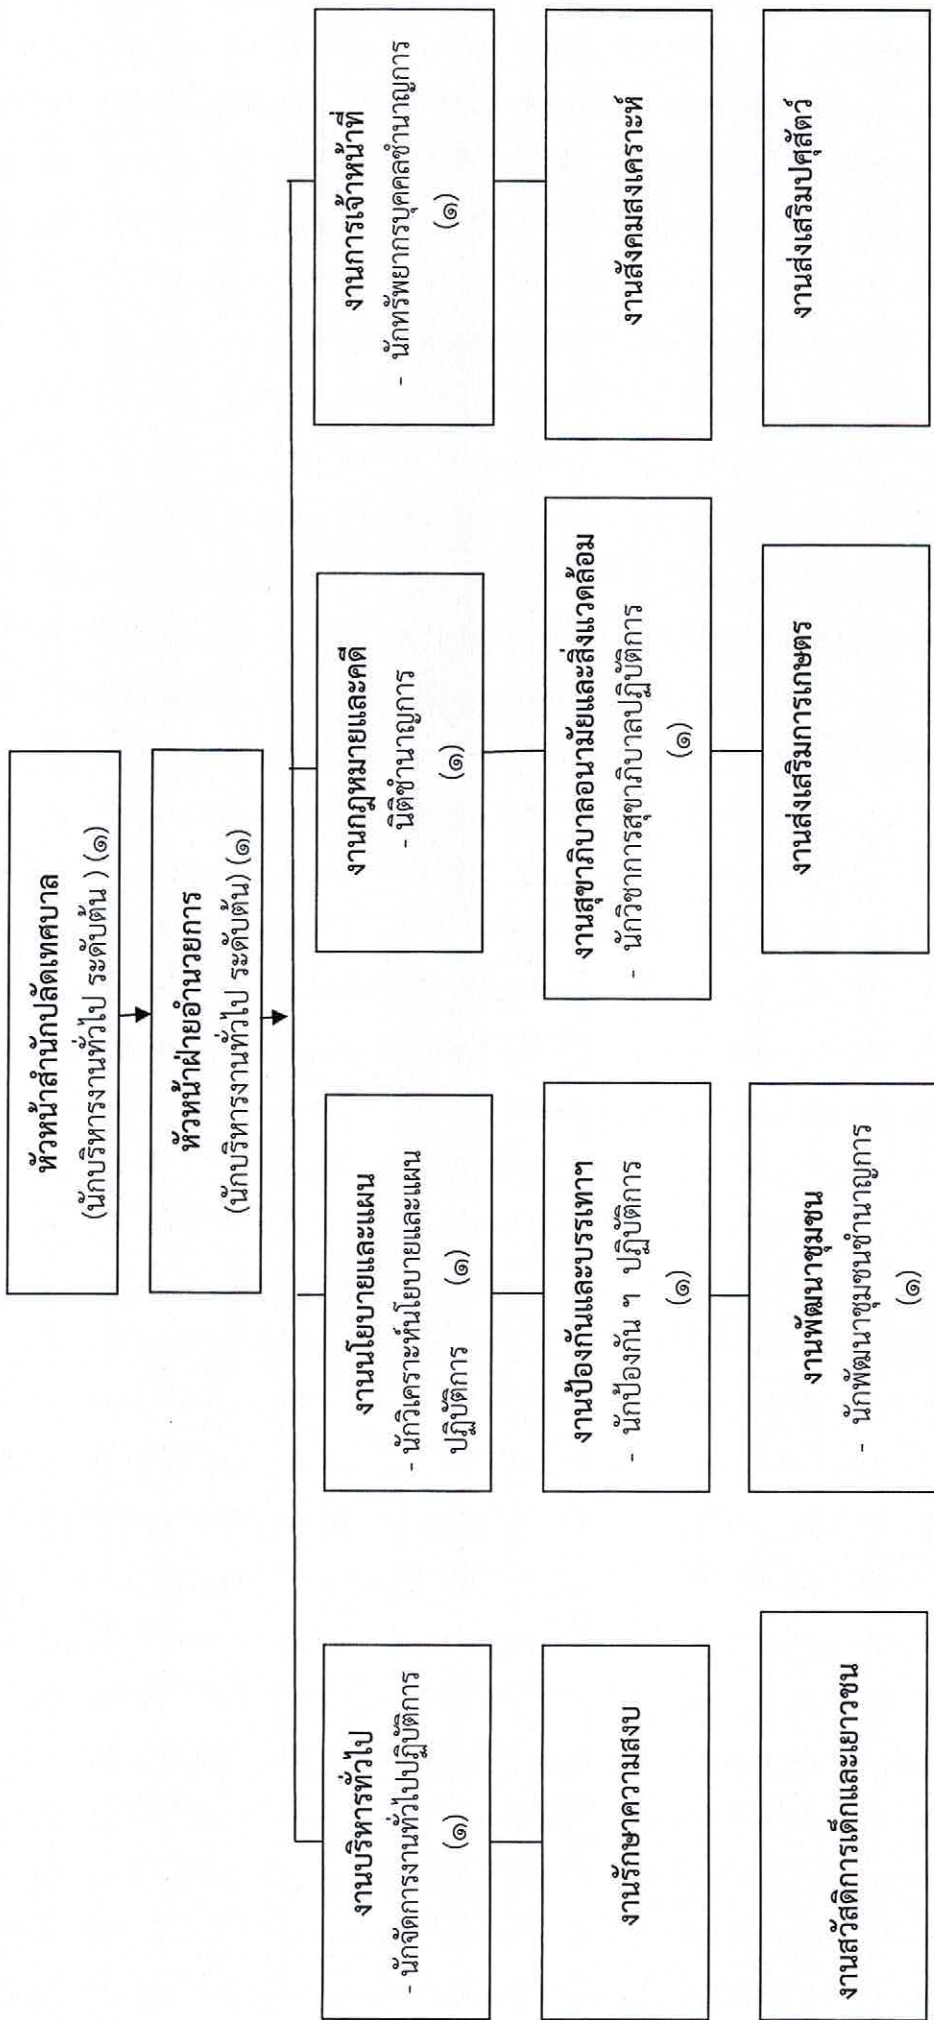 หัวหน้าสำนักปลัดเทศบาล
(นักบริหารงานทั่วไป ระดับต้น ) (๑)
หัวหน้าฝ่ายอำนวยการ
(นักบริหารงานทั่วไป ระดับต้น) (๑)
งานบริหารทั่วไป
- นักจัดการงานทั่วไปปฏิบัติการ
(๑)
งานนโยบายและแผน
- นักวิเคราะห์นโยบายและแผน
ปฏิบัติการ (๑)
งานกฎหมายและคดี
- นิติชำนาญการ
(๑)
งานการเจ้าหน้าที่
- นักทรัพยากรบุคคลชำนาญการ
(๑)
งานรักษาความสงบ
งานป้องกันและบรรเทาฯ
- นักป้องกัน ฯ ปฏิบัติการ
(๑)
งานสุขาภิบาลอนามัยและสิ่งแวดล้อม
- นักวิชาการสุขาภิบาลปฏิบัติการ
(๑)
งานสังคมสงเคราะห์
งานสวัสดิการเด็กและเยาวชน
งานพัฒนาชุมชน
- นักพัฒนาชุมชนชำนาญการ
(๑)
งานส่งเสริมการเกษตร
งานส่งเสริมปศุสัตว์